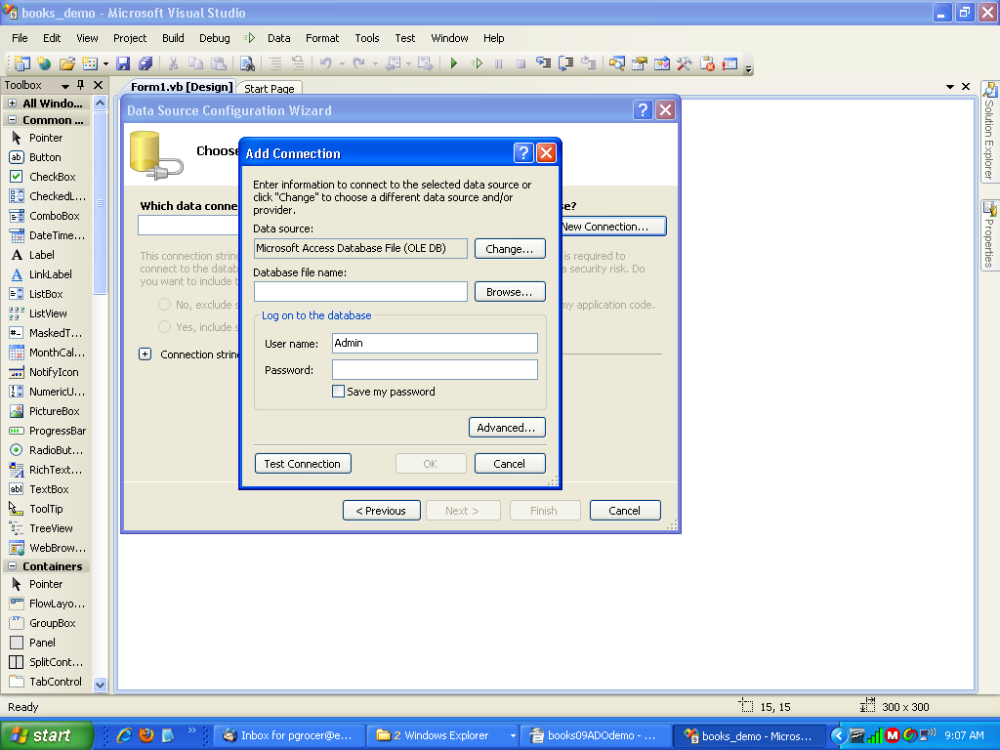 books_demo - Microsoft Visual Studio
File Edit View Project Build Debug Data Format Tools Test Window Help
Toolbox
Form1.vb [Design] Start Page
All Windo...
Common ...
Pointer
Button
CheckBox
CheckedL...
ComboBox
DateTime...
Label
LinkLabel
ListBox
ListView
MaskedT...
MonthCal...
NotifyIcon
NumericU...
PictureBox
ProgressBar
RadioBut...
RichText...
TextBox
ToolTip
TreeView
WebBrow...
Containers
Pointer
FlowLayo...
GroupBox
Panel
SplitCont...
TabControl
Data Source Configuration Wizard
Choose
Which data conne
se?
New Connection...
This connection string
is required to
connect to the datab
a security risk. Do
you want to include t
No, exclude s
my application code.
Yes, include s
Connection string
< Previous Next > Finish Cancel
Add Connection
Enter information to connect to the selected data source or
click "Change" to choose a different data source and/or
provider.
Data source:
Microsoft Access Database File (OLE DB) Change...
Database file name:
Browse...
Log on to the database
User name: Admin
Password:
Save my password
Advanced...
Test Connection OK Cancel
Solution Explorer
Properties
Ready 15, 15 300 x 300
start Inbox for pgrocer@e... 2 Windows Explorer books09ADOdemo - ... books_demo - Micros... 9:07 AM